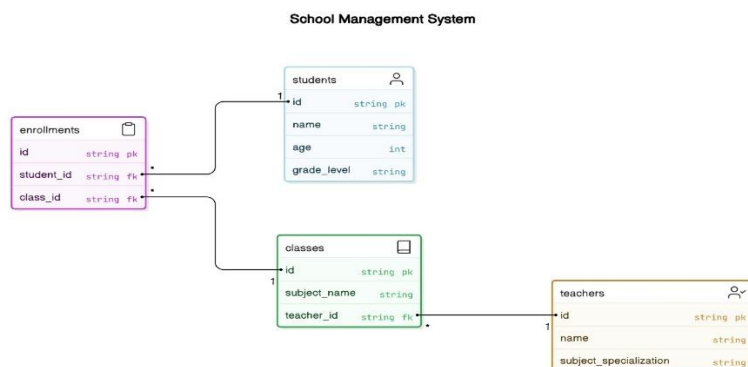 School Management System
students
1
id string pk
name string
age int
grade_level string
enrollments
id string pk
student_id string fk *
class_id string fk *
classes
id string pk
1
subject_name string
teacher_id string fk *
teachers
1 id string pk
name string
subject_specialization string